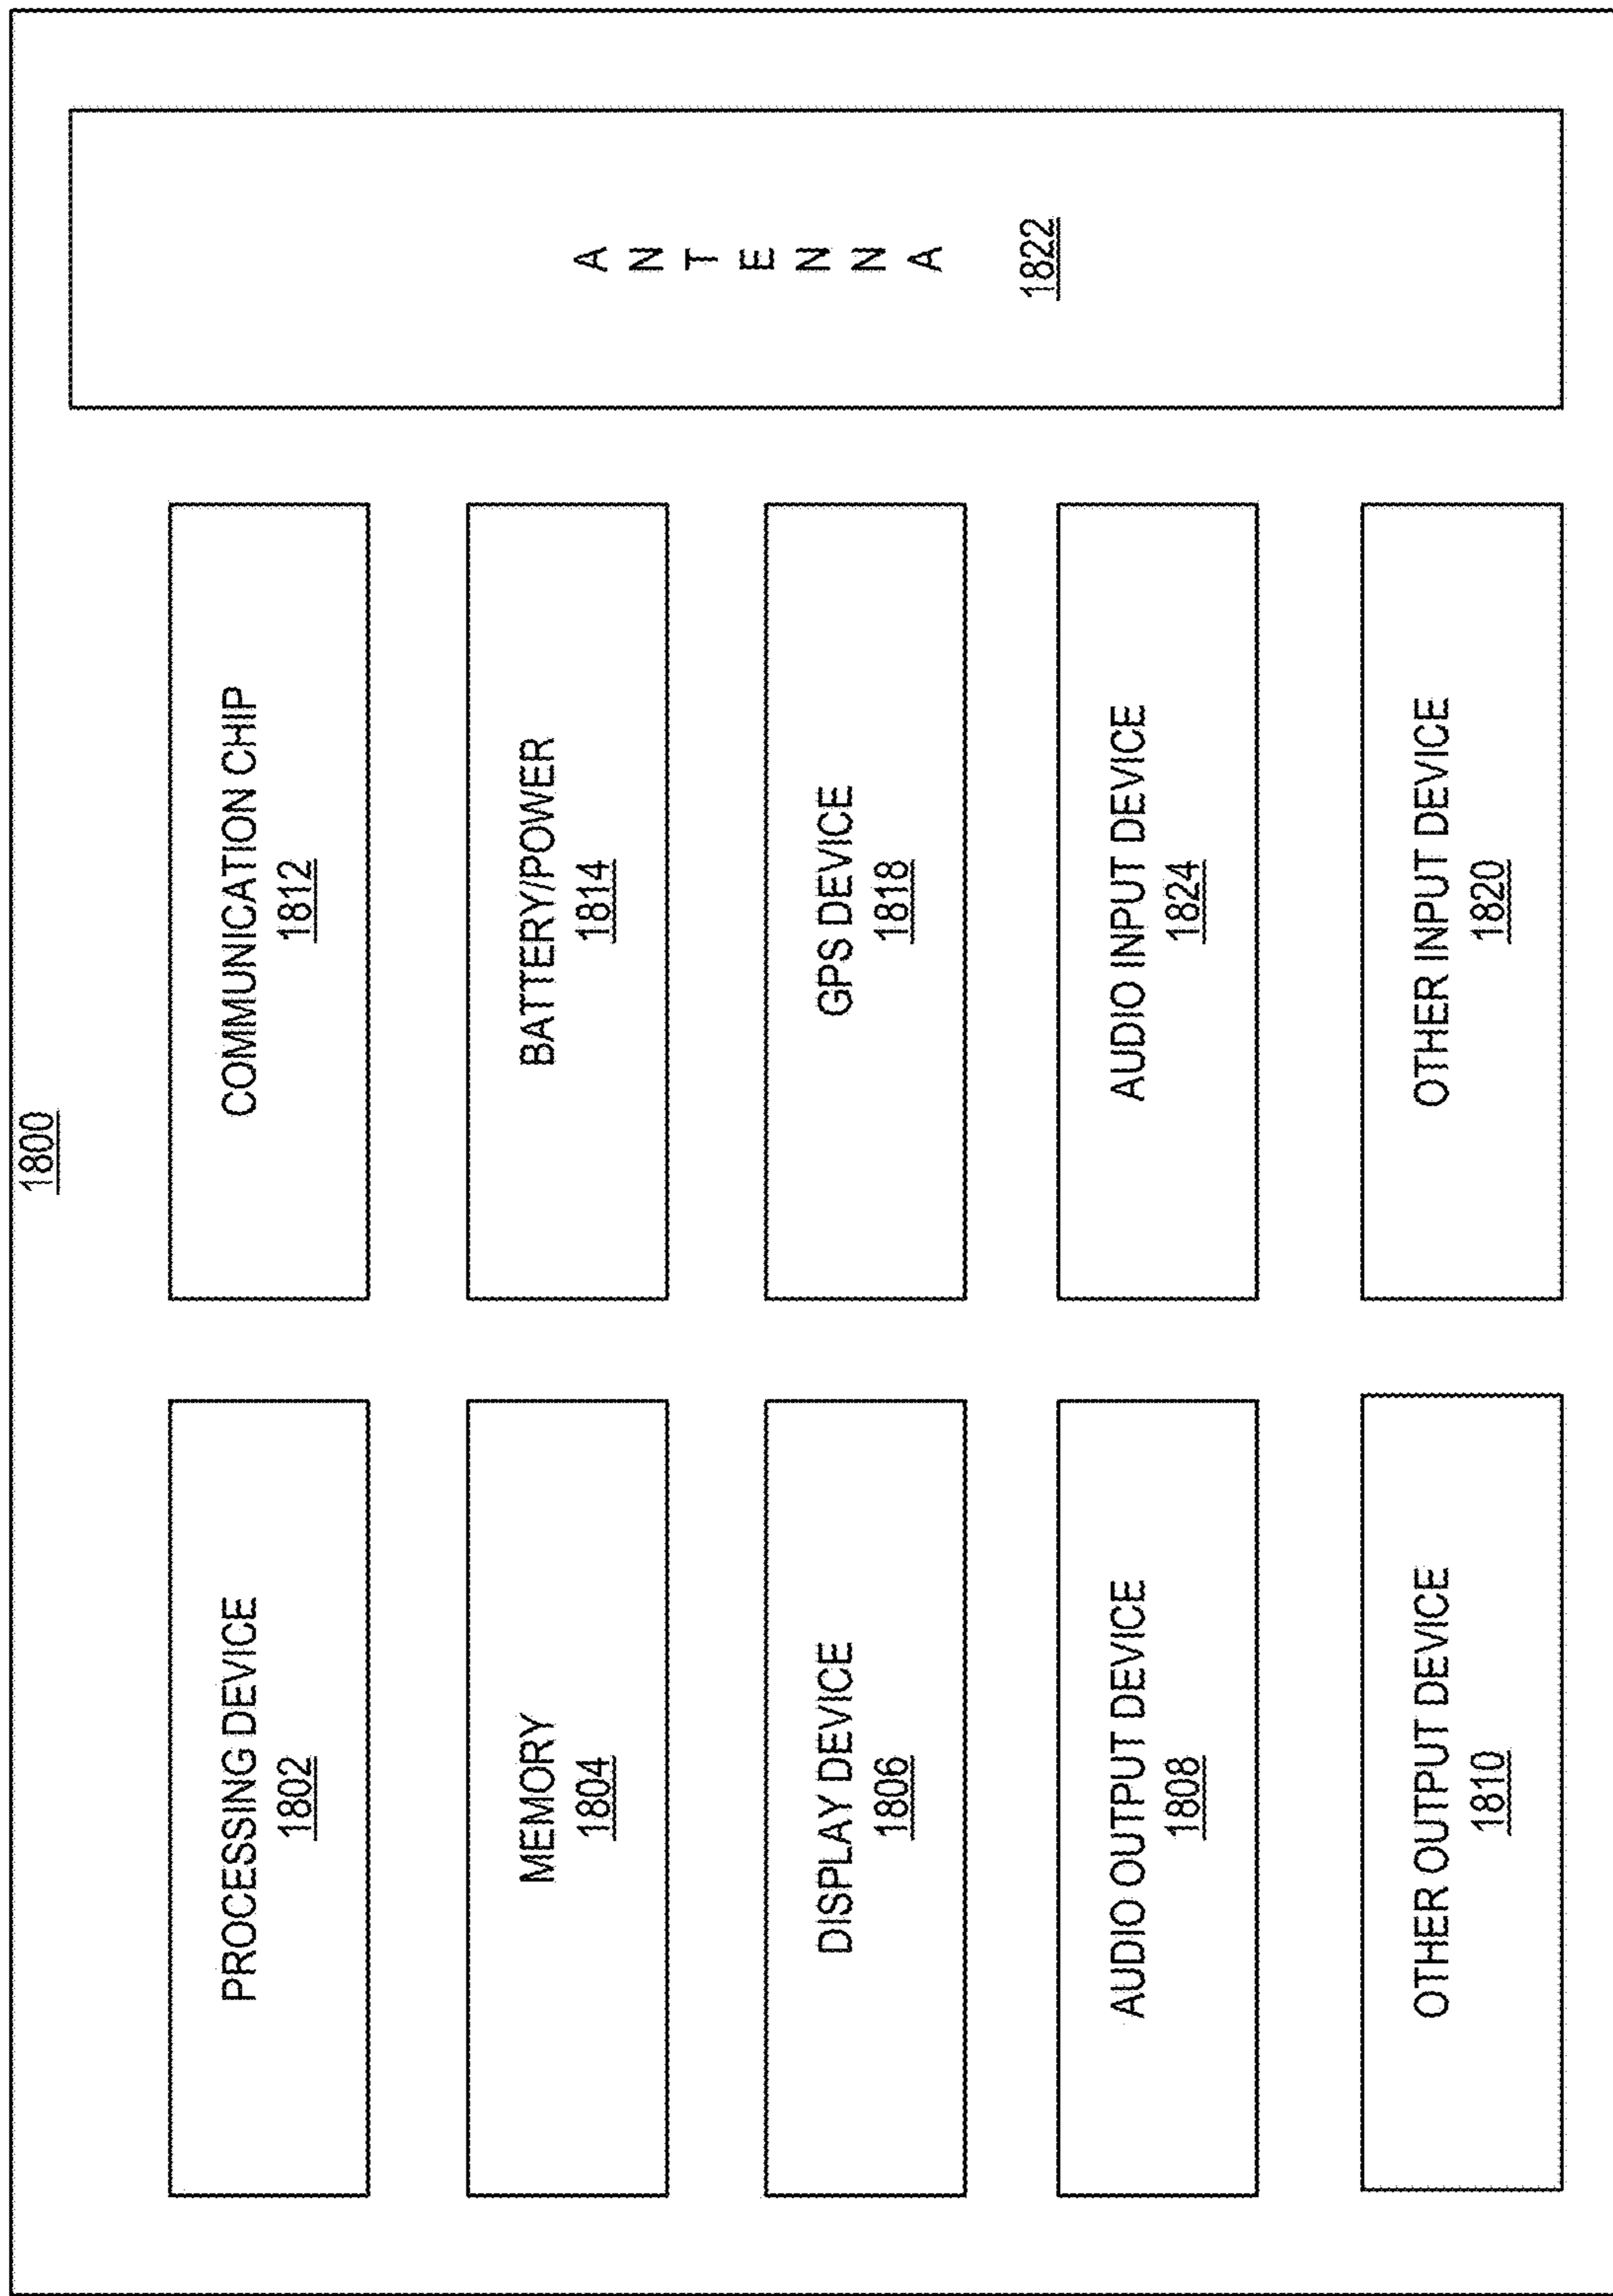 1800
PROCESSING DEVICE
1802
MEMORY
1804
DISPLAY DEVICE
1806
AUDIO OUTPUT DEVICE
1808
OTHER OUTPUT DEVICE
1810
COMMUNICATION CHIP
1812
BATTERY/POWER
1814
GPS DEVICE
1818
AUDIO INPUT DEVICE
1824
OTHER INPUT DEVICE
1820
A
N
T
E
N
N
A
1822